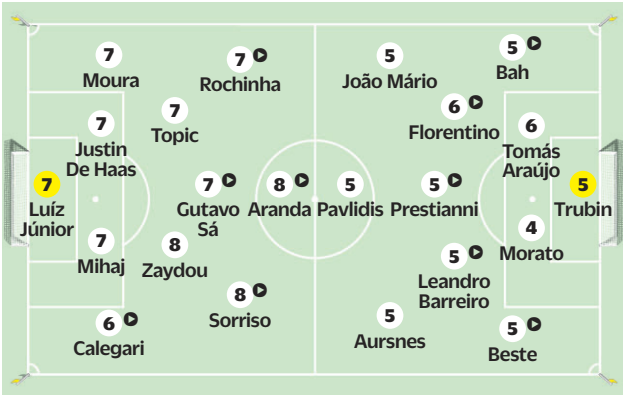 7
Moura
7
Rochinha
5
João Mário
5
Bah
7
Justin
De Haas
7
Topic
6
Florentino
6
Tomás
Araújo
7
Luíz
Júnior
7
Gutavo
Sá
8
Aranda
5
Pavlidis
5
Prestianni
5
Trubin
7
Mihaj
8
Zaydou
5
Leandro
Barreiro
4
Morato
6
Calegari
8
Sorriso
5
Aursnes
5
Beste